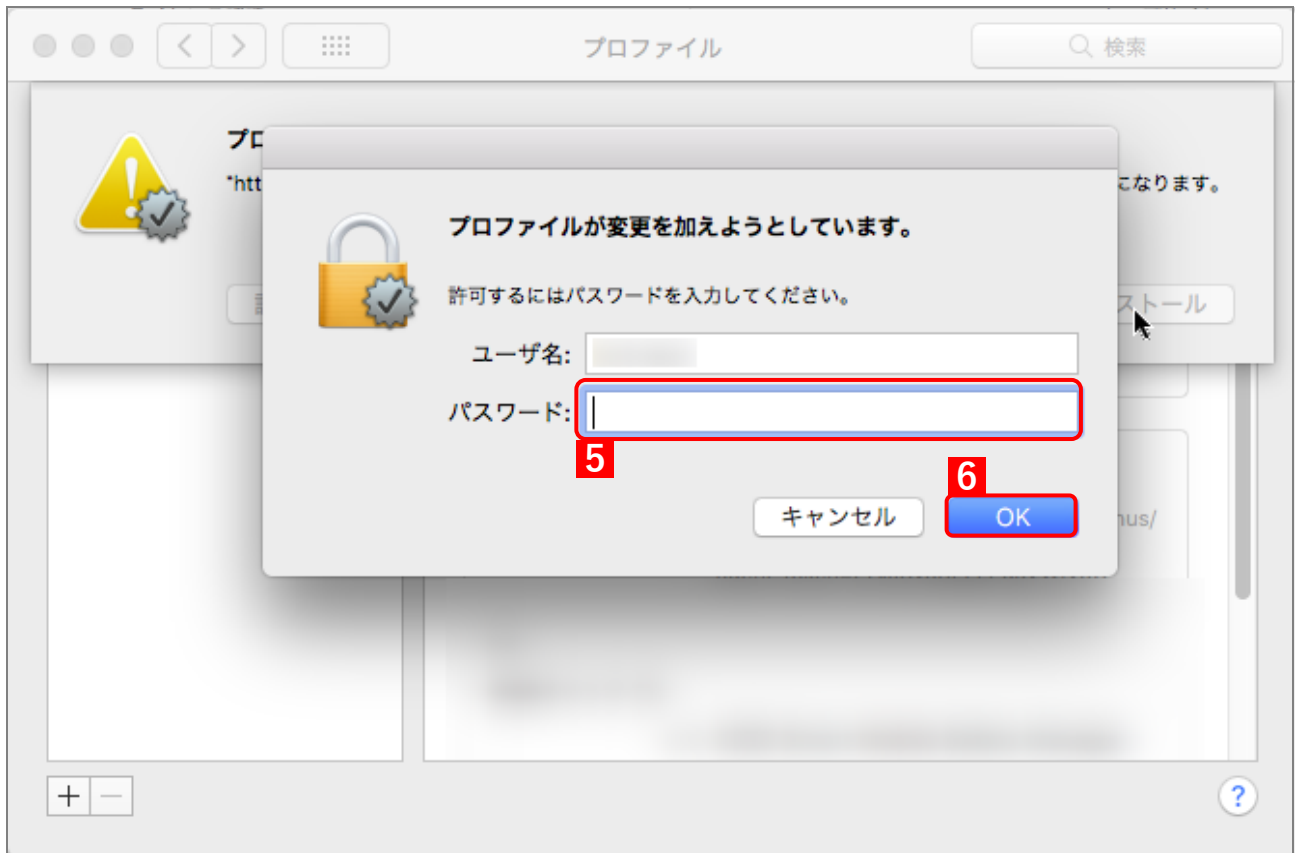 プロファイル
検索
プロ
"htt
になります。
プロファイルが変更を加えようとしています。
許可するにはパスワードを入力してください。
ストール
ユーザ名:
パスワード:
5
6
キャンセル
OK
nus/
?